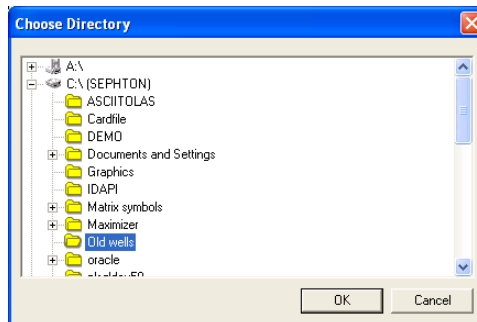 Choose Directory
A:\
C:\ (SEPHTON)
ASCIITOLAS
Cardfile
DEMO
Documents and Settings
Graphics
IDAPI
Matrix symbols
Maximizer
Old wells
oracle
OK Cancel